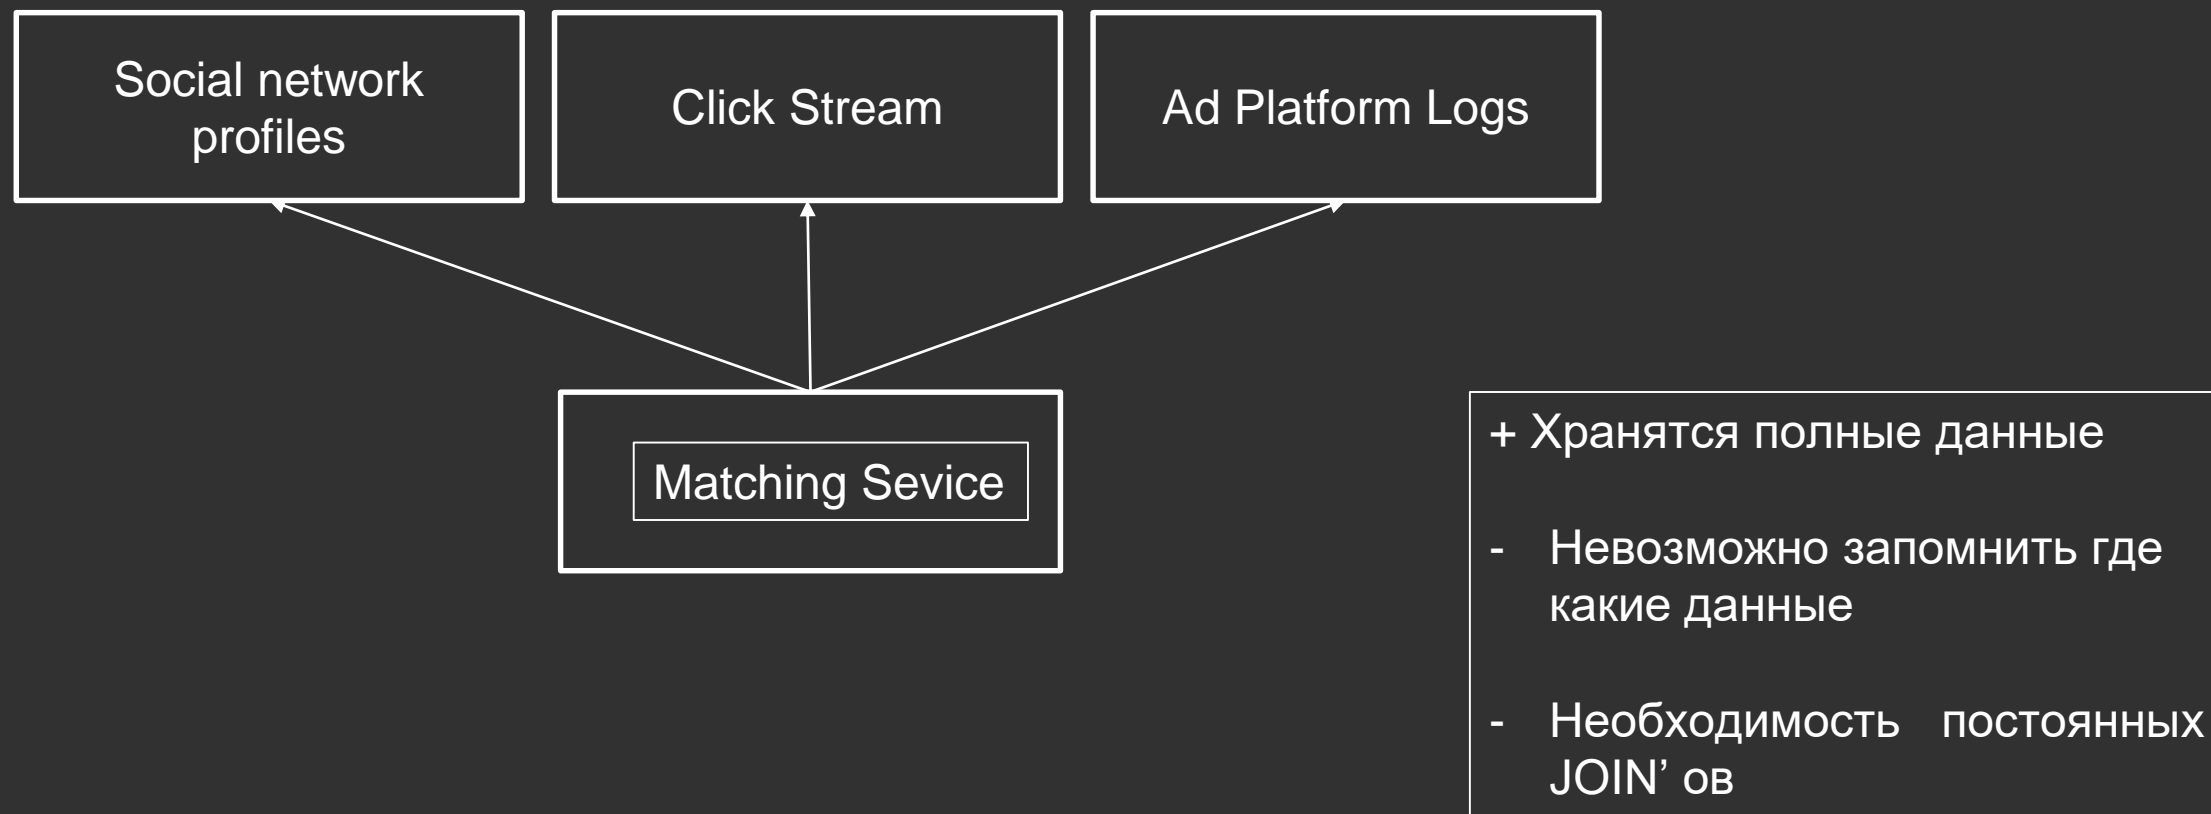 Social network
profiles
Click Stream
Ad Platform Logs
Matching Sevice
+ Хранятся полные данные
- Невозможно запомнить где
какие данные
- Необходимость постоянных
JOIN’ ов